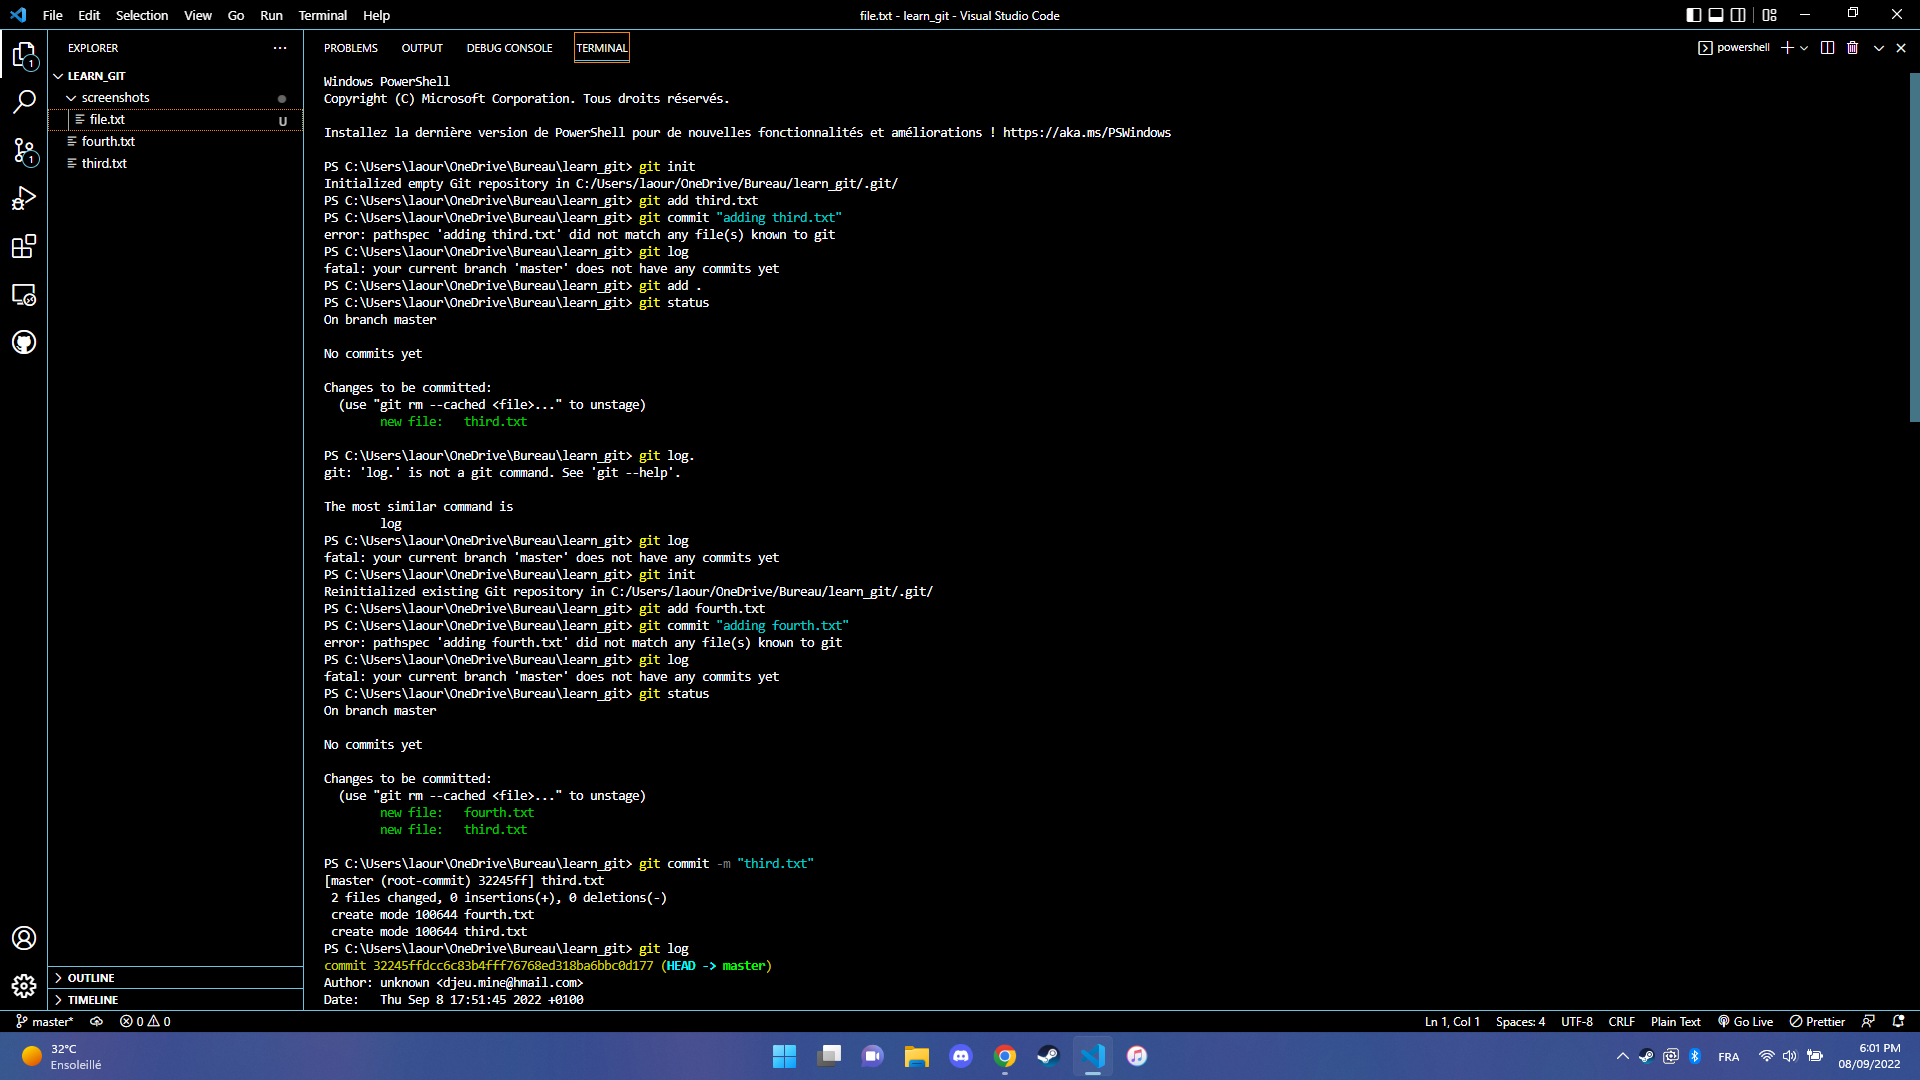 File Edit Selection View Go Run Terminal Help
file.txt - learn_git - Visual Studio Code
EXPLORER
LEARN_GIT
screenshots
file.txt U
fourth.txt
third.txt
OUTLINE
TIMELINE
1
1
PROBLEMS OUTPUT DEBUG CONSOLE TERMINAL
powershell
Windows PowerShell
Copyright (C) Microsoft Corporation. Tous droits réservés.
Installez la dernière version de PowerShell pour de nouvelles fonctionnalités et améliorations ! https://aka.ms/PSWindows
PS C:\Users\laour\OneDrive\Bureau\learn_git> git init
Initialized empty Git repository in C:/Users/laour/OneDrive/Bureau/learn_git/.git/
PS C:\Users\laour\OneDrive\Bureau\learn_git> git add third.txt
PS C:\Users\laour\OneDrive\Bureau\learn_git> git commit "adding third.txt"
error: pathspec 'adding third.txt' did not match any file(s) known to git
PS C:\Users\laour\OneDrive\Bureau\learn_git> git log
fatal: your current branch 'master' does not have any commits yet
PS C:\Users\laour\OneDrive\Bureau\learn_git> git add .
PS C:\Users\laour\OneDrive\Bureau\learn_git> git status
On branch master
No commits yet
Changes to be committed:
(use "git rm --cached <file>..." to unstage)
new file: third.txt
PS C:\Users\laour\OneDrive\Bureau\learn_git> git log.
git: 'log.' is not a git command. See 'git --help'.
The most similar command is
log
PS C:\Users\laour\OneDrive\Bureau\learn_git> git log
fatal: your current branch 'master' does not have any commits yet
PS C:\Users\laour\OneDrive\Bureau\learn_git> git init
Reinitialized existing Git repository in C:/Users/laour/OneDrive/Bureau/learn_git/.git/
PS C:\Users\laour\OneDrive\Bureau\learn_git> git add fourth.txt
PS C:\Users\laour\OneDrive\Bureau\learn_git> git commit "adding fourth.txt"
error: pathspec 'adding fourth.txt' did not match any file(s) known to git
PS C:\Users\laour\OneDrive\Bureau\learn_git> git log
fatal: your current branch 'master' does not have any commits yet
PS C:\Users\laour\OneDrive\Bureau\learn_git> git status
On branch master
No commits yet
Changes to be committed:
(use "git rm --cached <file>..." to unstage)
new file: fourth.txt
new file: third.txt
PS C:\Users\laour\OneDrive\Bureau\learn_git> git commit -m "third.txt"
[master (root-commit) 32245ff] third.txt
2 files changed, 0 insertions(+), 0 deletions(-)
create mode 100644 fourth.txt
create mode 100644 third.txt
PS C:\Users\laour\OneDrive\Bureau\learn_git> git log
commit 32245ffdcc6c83b4fff76768ed318ba6bbc0d177 (HEAD -> master)
Author: unknown <djeu.mine@hmail.com>
Date: Thu Sep 8 17:51:45 2022 +0100
master* 0 0 Ln 1, Col 1 Spaces: 4 UTF-8 CRLF Plain Text Go Live Prettier
32°C
Ensoleillé
FRA
6:01 PM
08/09/2022